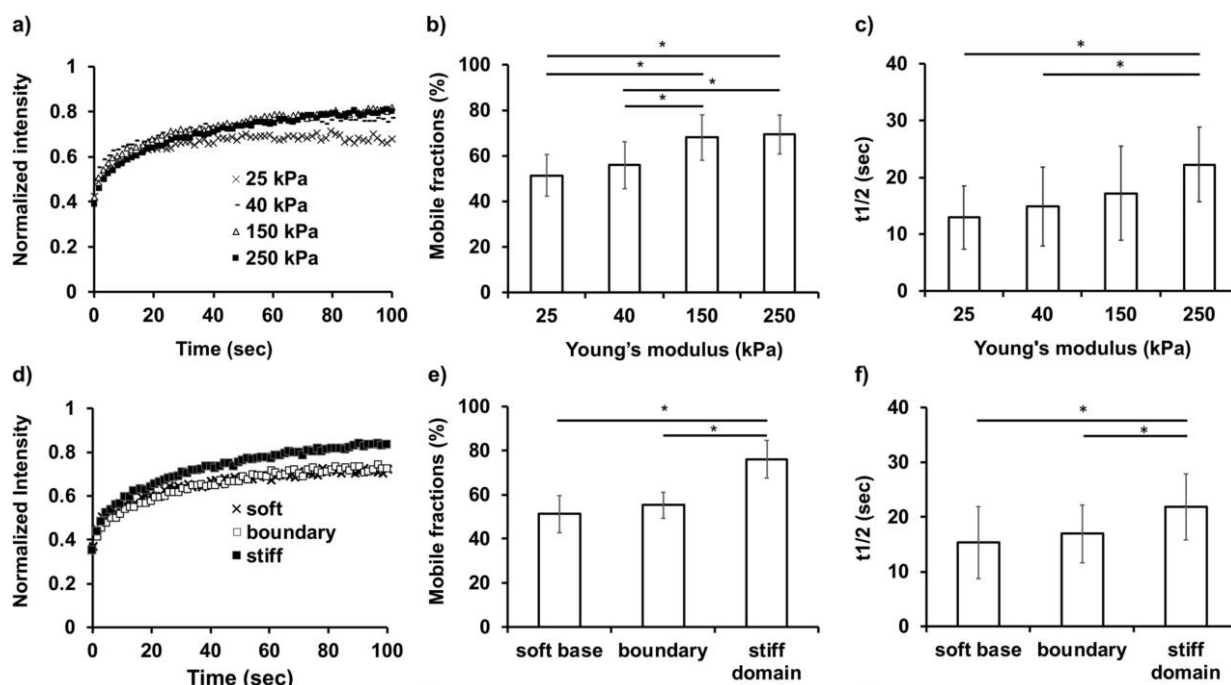 a)
Normalized intensity
1
0.8
0.6
0.4
0.2
0
× 25 kPa
- 40 kPa
△ 150 kPa
▪ 250 kPa
0 20 40 60 80 100
Time (sec)
b)
Mobile fractions (%)
100
80
60
40
20
0
*
*
*
*
25 40 150 250
Young's modulus (kPa)
c)
t1/2 (sec)
40
30
20
10
0
*
*
25 40 150 250
Young's modulus (kPa)
d)
Normalized Intensity
1
0.8
0.6
0.4
0.2
0
× soft
□ boundary
■ stiff
0 20 40 60 80 100
Time (sec)
e)
Mobile fractions (%)
100
80
60
40
20
0
*
*
soft base boundary stiff
domain
f)
t1/2 (sec)
40
30
20
10
0
*
*
soft base boundary stiff
domain